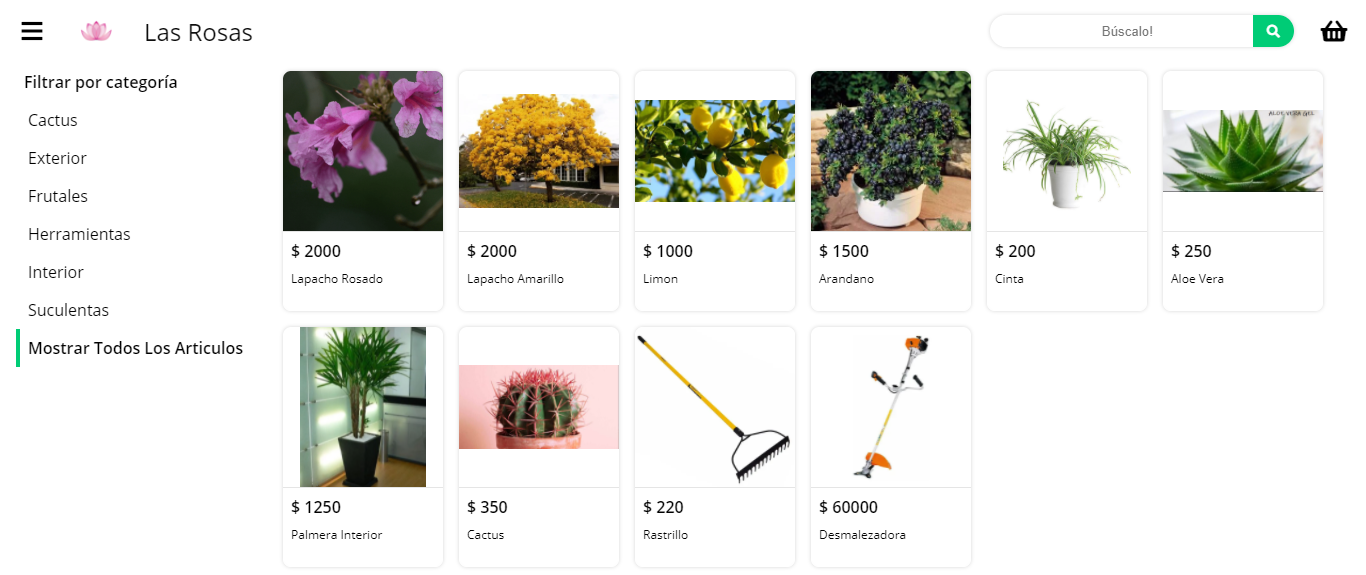 Las Rosas
Búscalo!
Filtrar por categoría
Cactus
Exterior
Frutales
Herramientas
Interior
Suculentas
Mostrar Todos Los Articulos
$ 2000
Lapacho Rosado
$ 2000
Lapacho Amarillo
$ 1000
Limon
$ 1500
Arandano
$ 200
Cinta
ALOE VERA GEL
$ 250
Aloe Vera
$ 1250
Palmera Interior
$ 350
Cactus
$ 220
Rastrillo
$ 60000
Desmalezadora